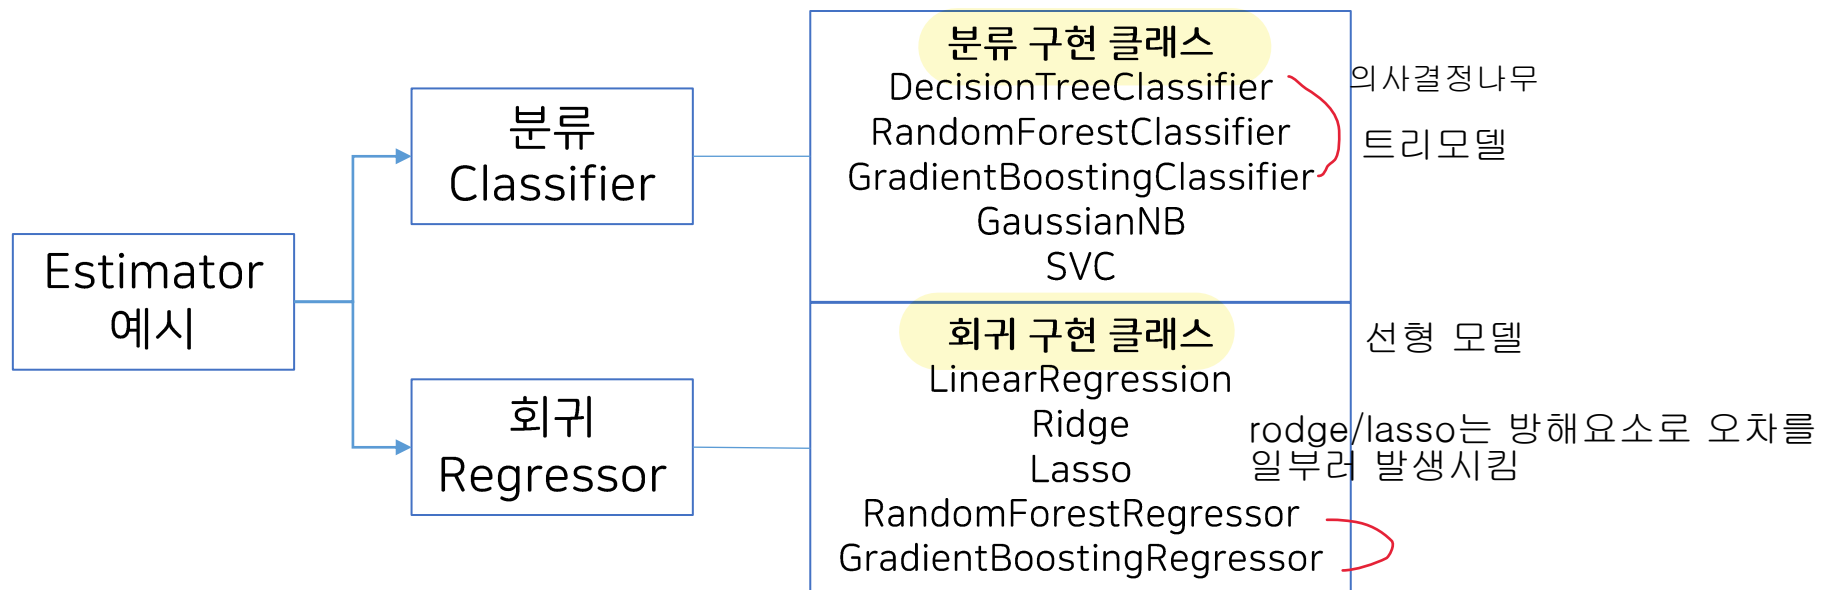 Estimator
예시
분류
Classifier
회귀
Regressor
분류 구현 클래스
DecisionTreeClassifier
RandomForestClassifier
GradientBoostingClassifier
GaussianNB
SVC
의사결정나무
트리모델
회귀 구현 클래스
LinearRegression
Ridge
Lasso
RandomForestRegressor
GradientBoostingRegressor
선형 모델
rodge/lasso는 방해요소로 오차를
일부러 발생시킴